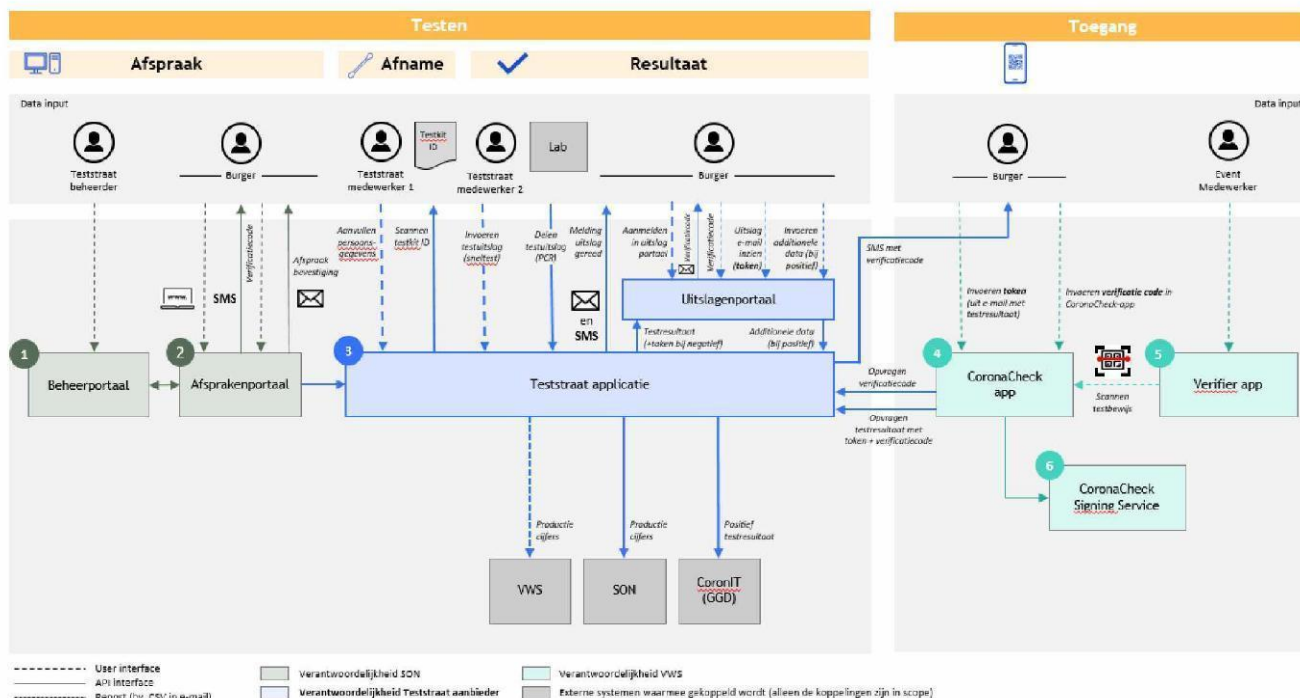 Testen
Toegang
Afspraak
Afname
Resultaat
Data input
Data input
Teststraat
beheerder
Burger
Teststraat
medewerker 1
Testkit
ID
Teststraat
medewerker 2
Lab
Burger
Burger
Event
Medewerker
SMS
Verificatiecode
Afspraak
bevestiging
Aanvullen
persoons-
gegevens
Scannen
testkit ID
Invoeren
testuitslag
(sneltest)
Delen
testuitslag
(PCR)
Melding
uitslag
gereed
en
SMS
Aanmelden
in uitslag
portaal
Verificatiecode
Verificatiecode
Uitslag
e-mail
inzien
(token)
Invoeren
additionele
data (bij
positief)
SMS met
verificatiecode
Uitslagenportaal
Testresultaat
(+token bij negatief)
Additionele data
(bij positief)
Invoeren token
(uit e-mail met
testresultaat)
Invoeren verificatie code in
CoronaCheck-app
1
Beheerportaal
2
Afsprakenportaal
3
Teststraat applicatie
Opvragen
verificatiecode
Opvragen
testresultaat met
token + verificatiecode
4
CoronaCheck
app
Scannen
testbewijs
5
Verifier app
6
CoronaCheck
Signing Service
Productie
cijfers
Productie
cijfers
Positief
testresultaat
VWS
SON
CoronIT
(GGD)
User interface
API interface
(bv. CSV in e-mail)
Verantwoordelijkheid SON
Verantwoordelijkheid Teststraat aanbieder
Verantwoordelijkheid VWS
Externe systemen waarmee gekoppeld wordt (alleen de koppelingen zijn in scope)